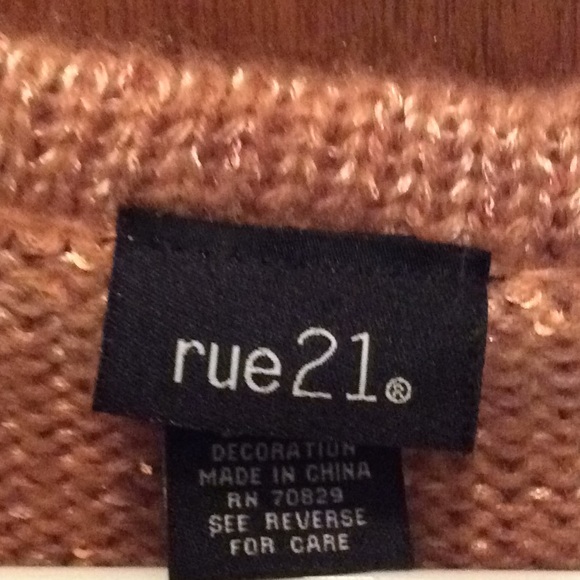 rue21®
DECORATION
MADE IN CHINA
RN 70829
SEE REVERSE
FOR CARE